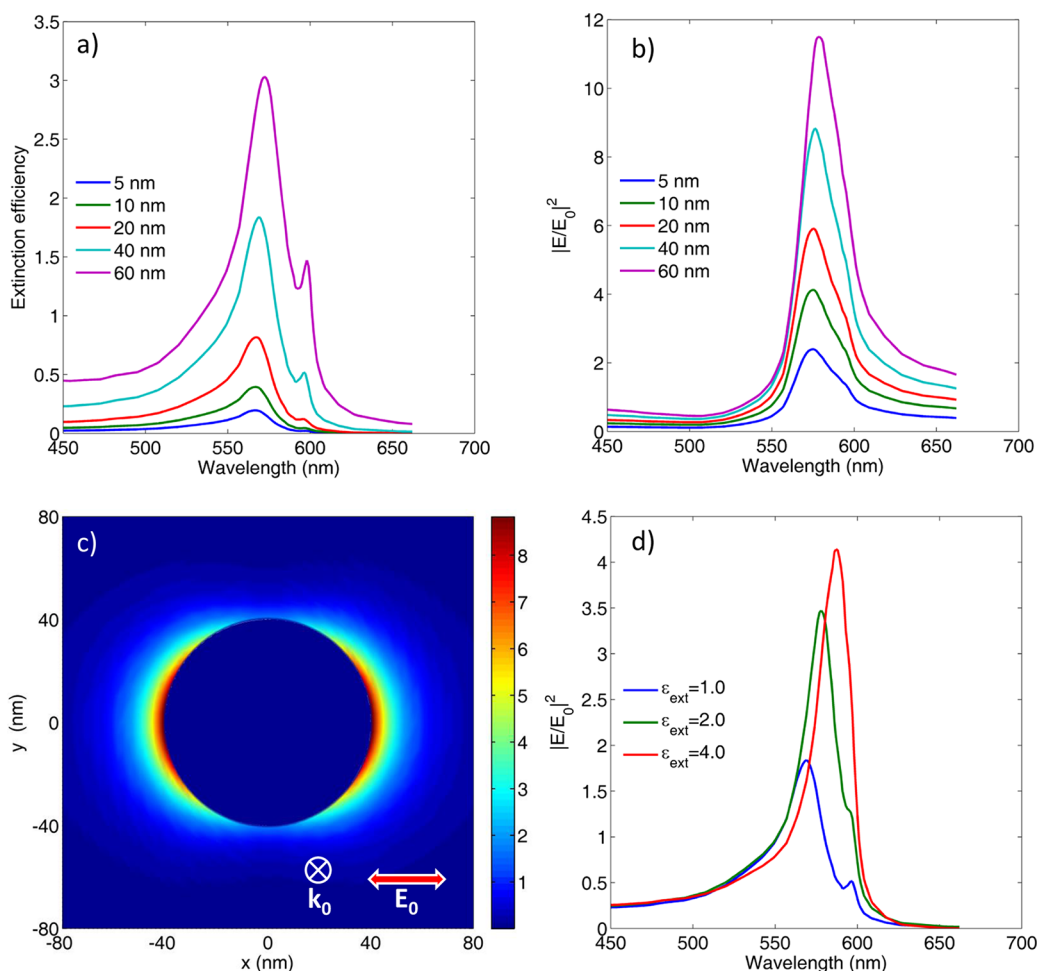 a)
Extinction efficiency
3.5
3
2.5
2
1.5
1
0.5
0
5 nm
10 nm
20 nm
40 nm
60 nm
450 500 550 600 650 700
Wavelength (nm)
b)
|E/E0|2
12
10
8
6
4
2
0
5 nm
10 nm
20 nm
40 nm
60 nm
450 500 550 600 650 700
Wavelength (nm)
c)
y (nm)
80
40
0
-40
-80
-80 -40 0 40 80
x (nm)
k0
E0
8
7
6
5
4
3
2
1
d)
|E/E0|2
4.5
4
3.5
3
2.5
2
1.5
1
0.5
0
εext=1.0
εext=2.0
εext=4.0
450 500 550 600 650 700
Wavelength (nm)